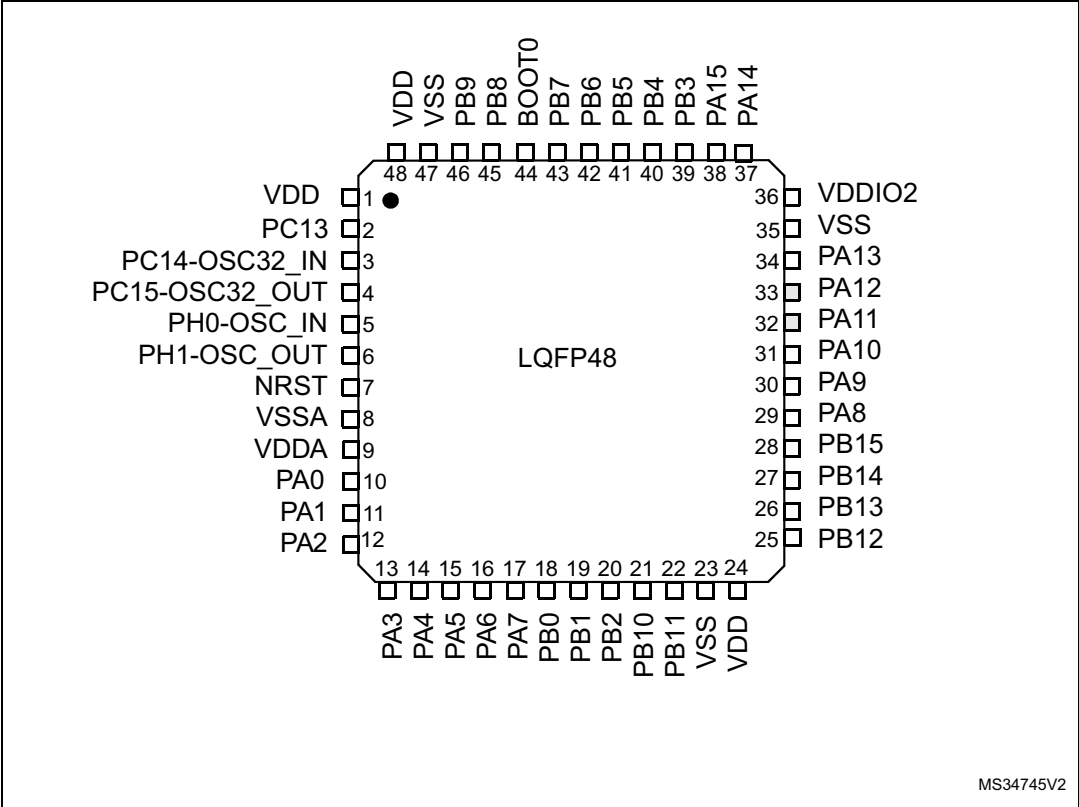 VDD
VSS
PB9
PB8
BOOT0
PB7
PB6
PB5
PB4
PB3
PA15
PA14
48 47 46 45 44 43 42 41 40 39 38 37
VDD 1
PC13 2
PC14-OSC32_IN 3
PC15-OSC32_OUT 4
PH0-OSC_IN 5
PH1-OSC_OUT 6
NRST 7
VSSA 8
VDDA 9
PA0 10
PA1 11
PA2 12
LQFP48
36 VDDIO2
35 VSS
34 PA13
33 PA12
32 PA11
31 PA10
30 PA9
29 PA8
28 PB15
27 PB14
26 PB13
25 PB12
13 14 15 16 17 18 19 20 21 22 23 24
PA3
PA4
PA5
PA6
PA7
PB0
PB1
PB2
PB10
PB11
VSS
VDD
MS34745V2